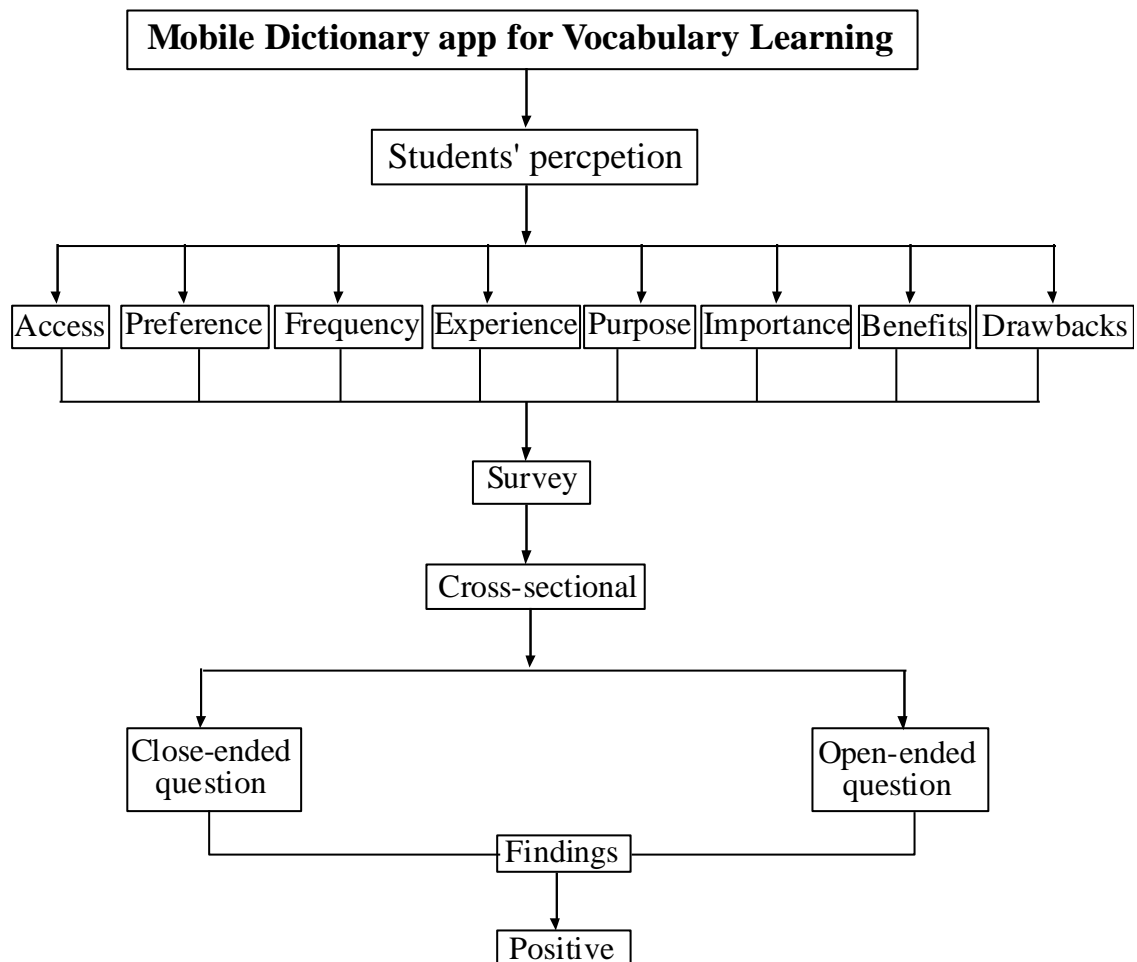 Mobile Dictionary app for Vocabulary Learning
Students' percpetion
Access
Preference
Frequency
Experience
Purpose
Importance
Benefits
Drawbacks
Survey
Cross-sectional
Close-ended
question
Open-ended
question
Findings
Positive